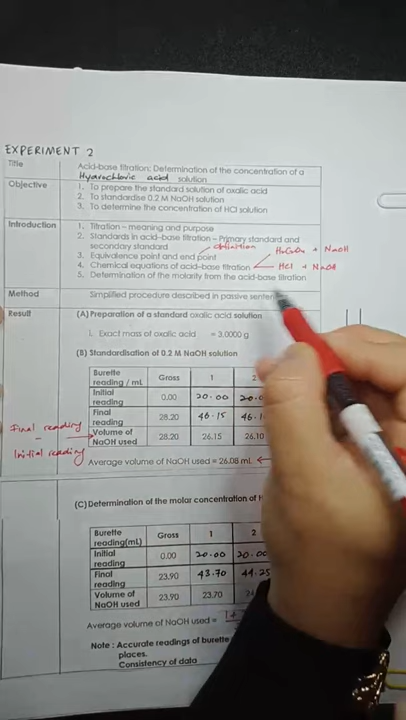 EXPERIMENT 2
Title
Acid-base titration: Determination of the concentration of a
Hydrochloric acid solution
Objective
1. To prepare the standard solution of oxalic acid
2. To standardise 0.2 M NaOH solution
3. To determine the concentration of HCl solution
Introduction
1. Titration – meaning and purpose
2. Standards in acid–base titration – Primary standard and
secondary standard
definition
3. Equivalence point and end point
H₂C₂O₄ + NaOH
4. Chemical equations of acid–base titration
HCl + NaOH
5. Determination of the molarity from the acid-base titration
Method
Simplified procedure described in passive
Result
(A) Preparation of a standard oxalic acid solution
i. Exact mass of oxalic acid = 3.0000 g
(B) Standardisation of 0.2 M NaOH solution
Burette reading / mL Gross 1 2
Initial reading 0.00 20.00
Final reading 28.20 46.15
Volume of NaOH used 28.20 26.15 26.10
Final reading
–
Initial reading
Average volume of NaOH used = 26.08 mL
(C) Determination of the molar concentration of
Burette reading(mL) Gross 1 2
Initial reading 0.00 20.00 20.00
Final reading 23.90 43.70 44.25
Volume of NaOH used 23.90 23.70
Average volume of NaOH used =
Note : Accurate readings of burette
places.
Consistency of data